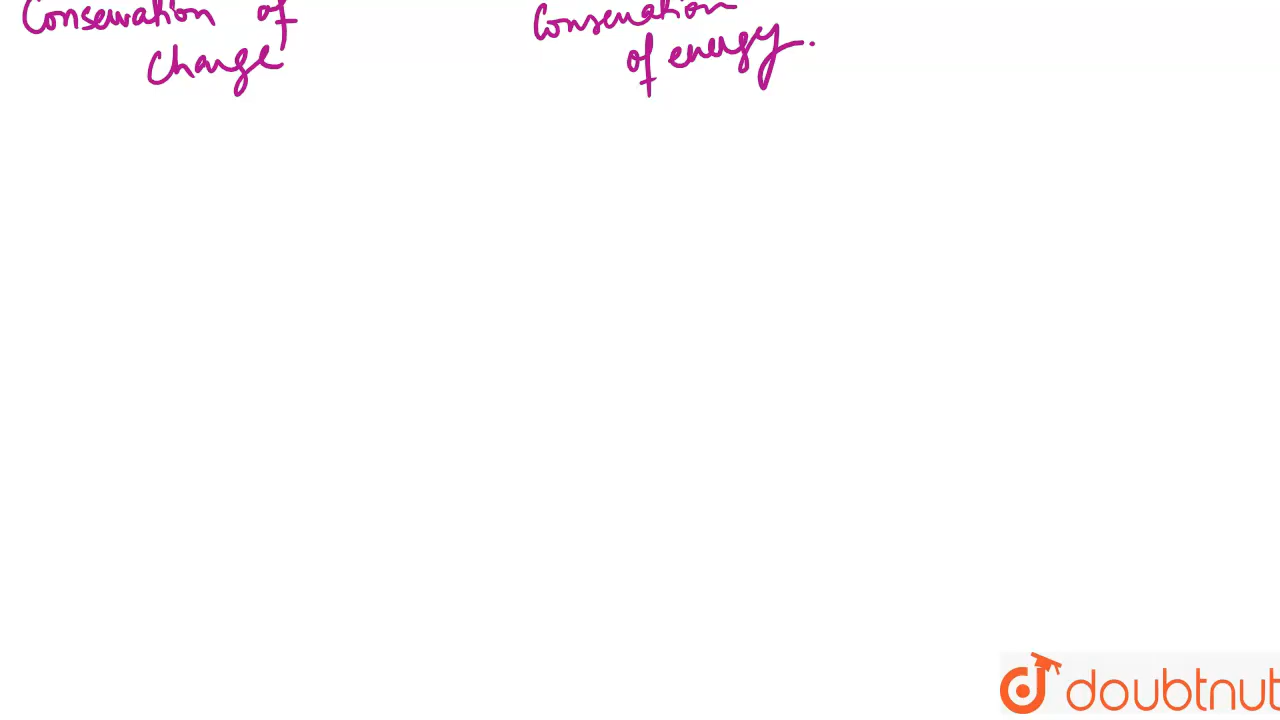 Conservation of
charge
Conservation
of energy.
doubtnut